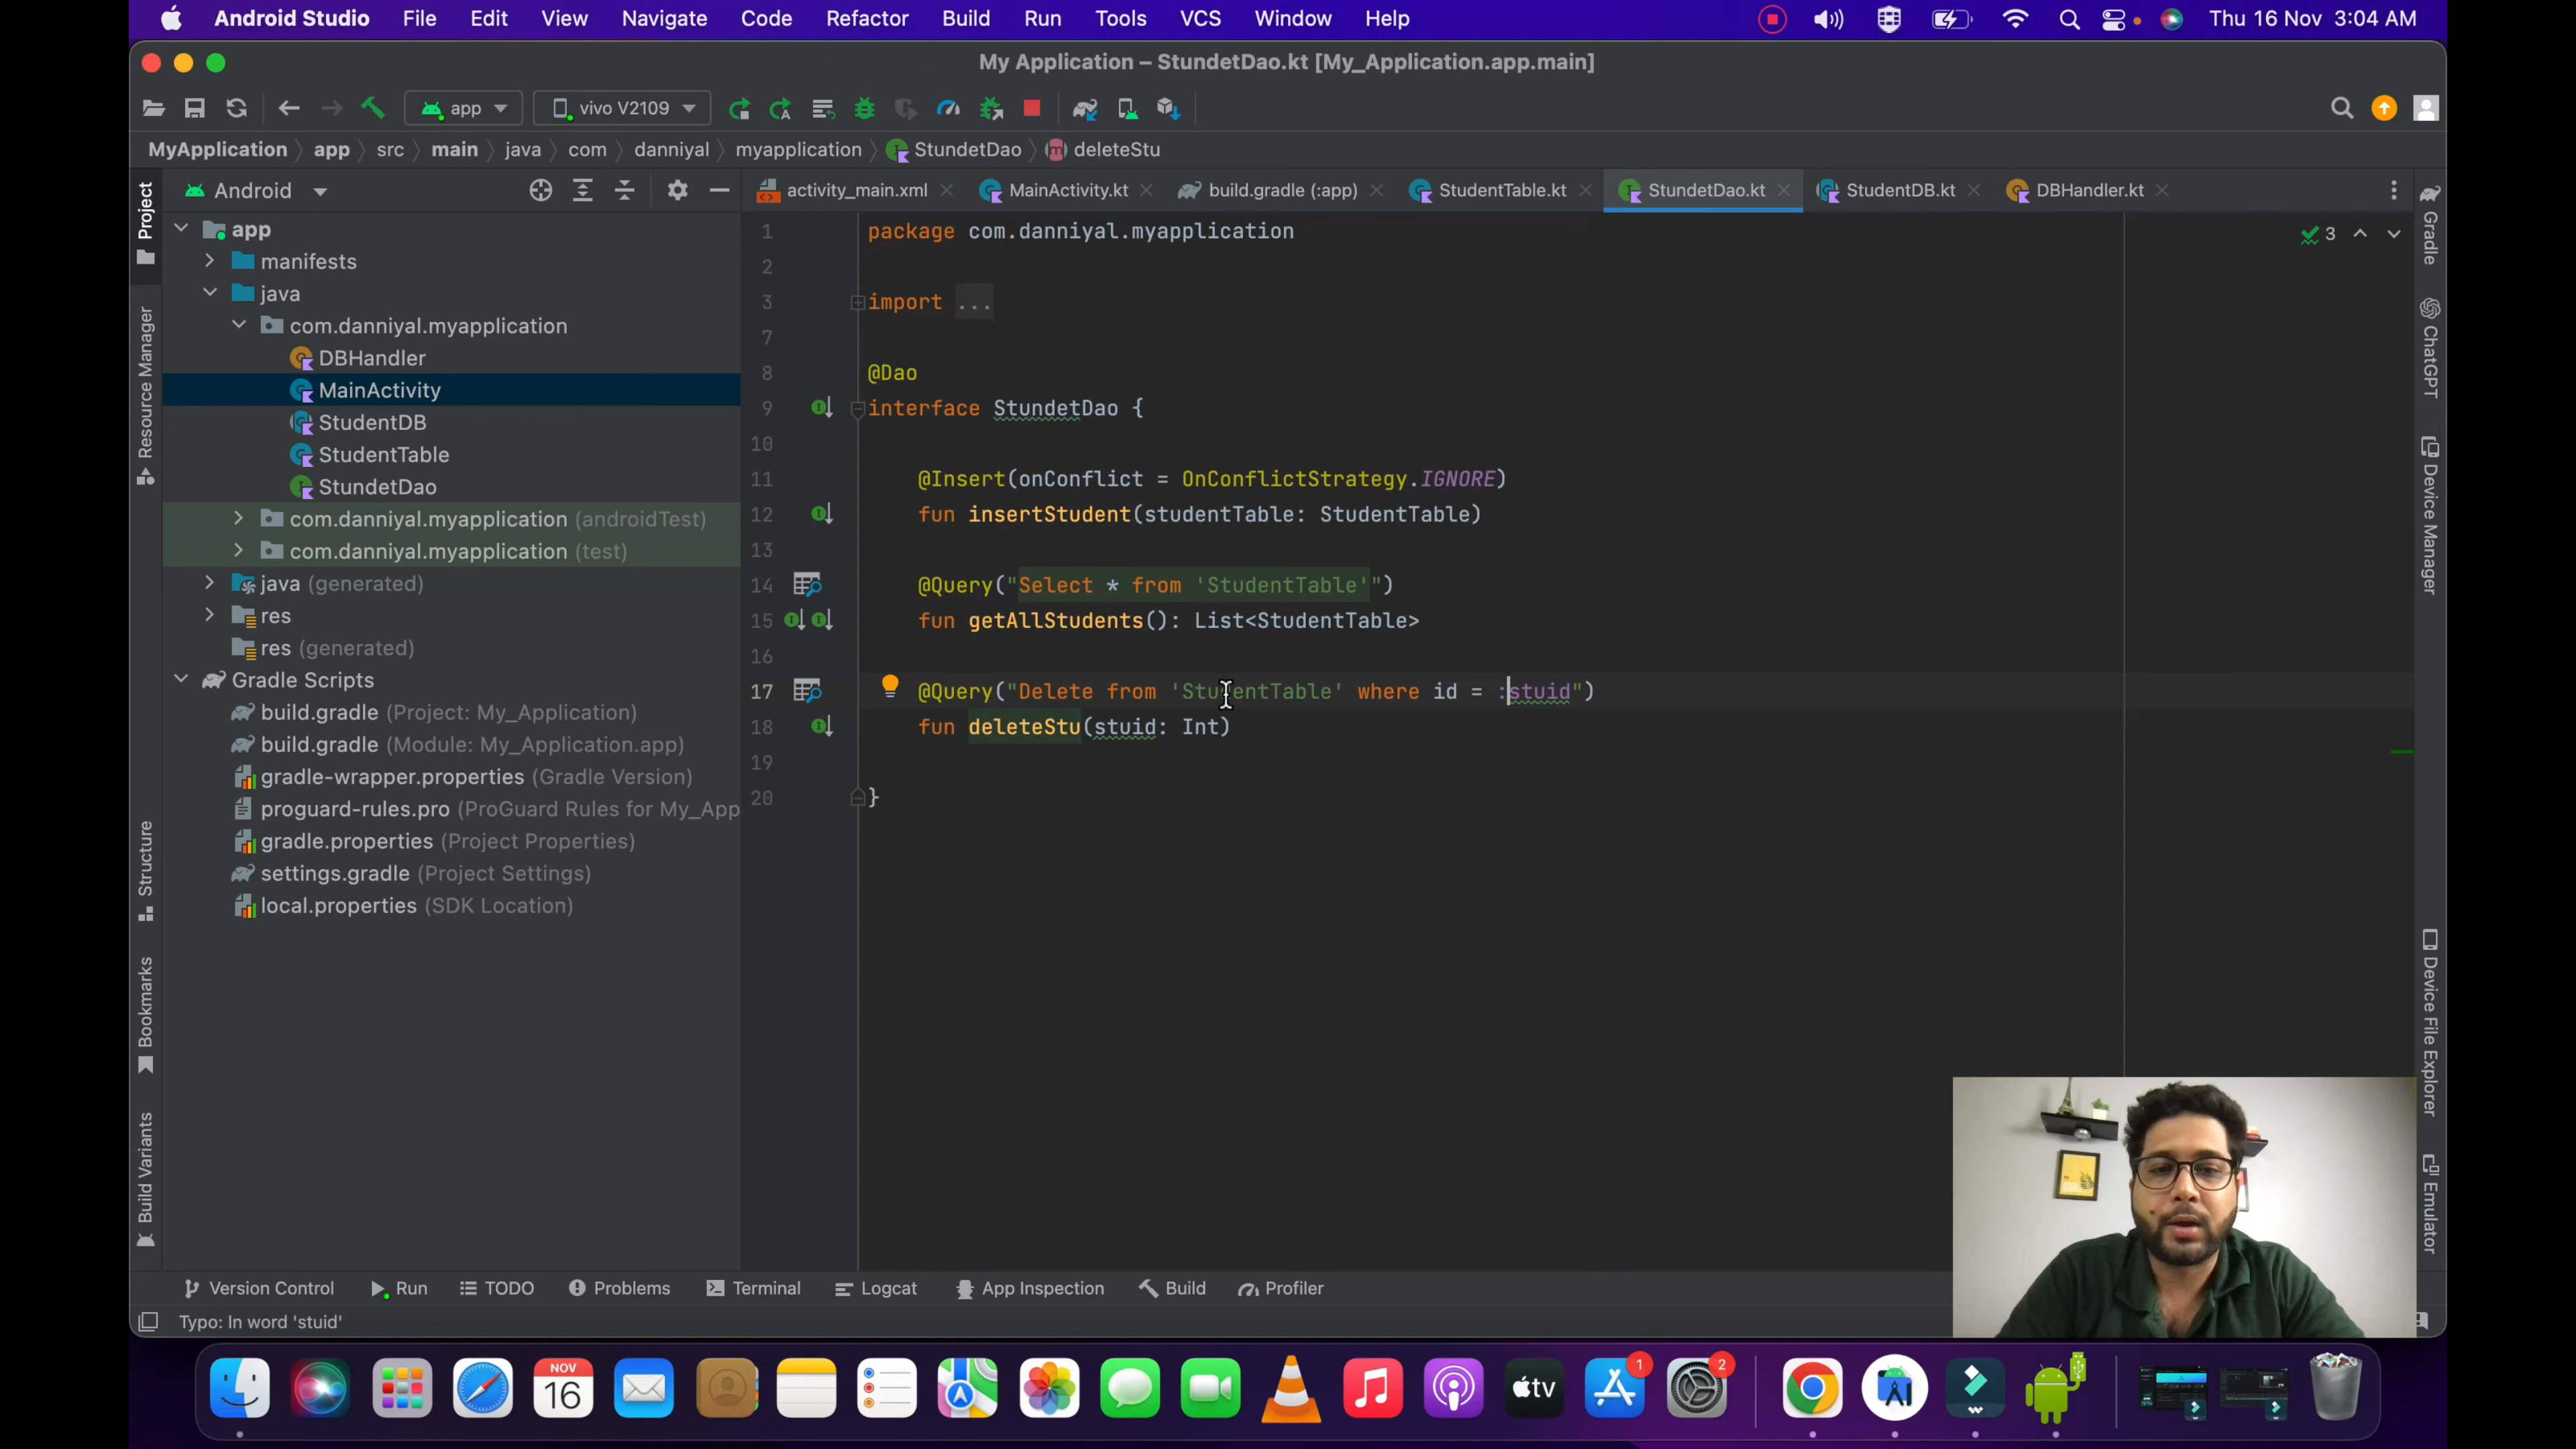 Android Studio File Edit View Navigate Code Refactor Build Run Tools VCS Window Help Thu 16 Nov 3:04 AM
My Application – StundetDao.kt [My_Application.app.main]
app vivo V2109
MyApplication app src main java com danniyal myapplication StundetDao deleteStu
Android
activity_main.xml MainActivity.kt build.gradle (:app) StudentTable.kt StundetDao.kt StudentDB.kt DBHandler.kt
Project
Resource Manager
Structure
Bookmarks
Build Variants
app
manifests
java
com.danniyal.myapplication
DBHandler
MainActivity
StudentDB
StudentTable
StundetDao
com.danniyal.myapplication (androidTest)
com.danniyal.myapplication (test)
java (generated)
res
res (generated)
Gradle Scripts
build.gradle (Project: My_Application)
build.gradle (Module: My_Application.app)
gradle-wrapper.properties (Gradle Version)
proguard-rules.pro (ProGuard Rules for My_App
gradle.properties (Project Properties)
settings.gradle (Project Settings)
local.properties (SDK Location)
1 package com.danniyal.myapplication
2
3 import ...
7
8 @Dao
9 interface StundetDao {
10
11 @Insert(onConflict = OnConflictStrategy.IGNORE)
12 fun insertStudent(studentTable: StudentTable)
13
14 @Query("Select * from 'StudentTable'")
15 fun getAllStudents(): List<StudentTable>
16
17 @Query("Delete from 'StudentTable' where id = :stuid")
18 fun deleteStu(stuid: Int)
19
20 }
3
Gradle
ChatGPT
Device Manager
Device File Explorer
Emulator
Version Control Run TODO Problems Terminal Logcat App Inspection Build Profiler
Typo: In word 'stuid'
NOV
16
tv
1
2